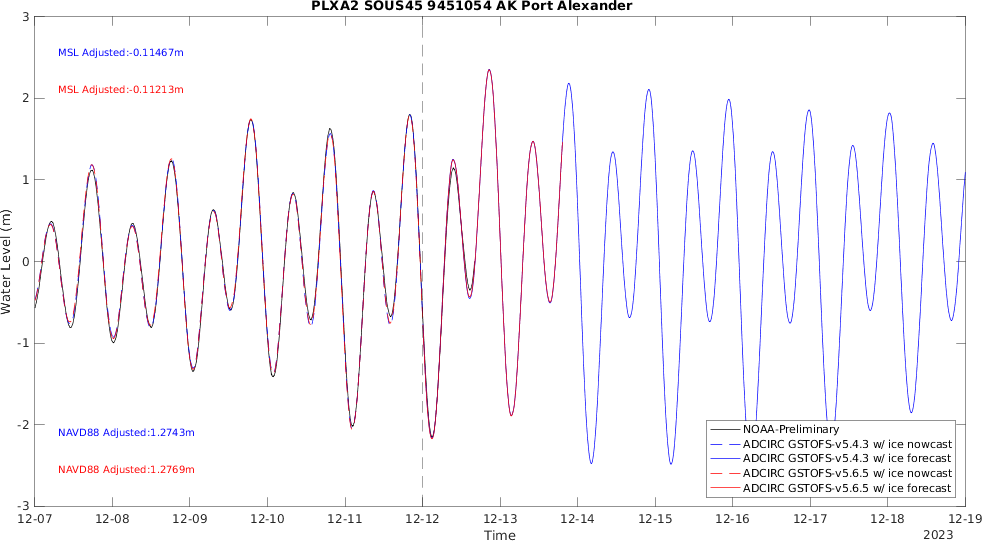 PLXA2 SOUS45 9451054 AK Port Alexander
3
2
1
0
-1
-2
-3
Water Level (m)
MSL Adjusted:-0.11467m
MSL Adjusted:-0.11213m
NAVD88 Adjusted:1.2743m
NAVD88 Adjusted:1.2769m
NOAA-Preliminary
ADCIRC GSTOFS-v5.4.3 w/ ice nowcast
ADCIRC GSTOFS-v5.4.3 w/ ice forecast
ADCIRC GSTOFS-v5.6.5 w/ ice nowcast
ADCIRC GSTOFS-v5.6.5 w/ ice forecast
12-07 12-08 12-09 12-10 12-11 12-12 12-13 12-14 12-15 12-16 12-17 12-18 12-19
Time
2023